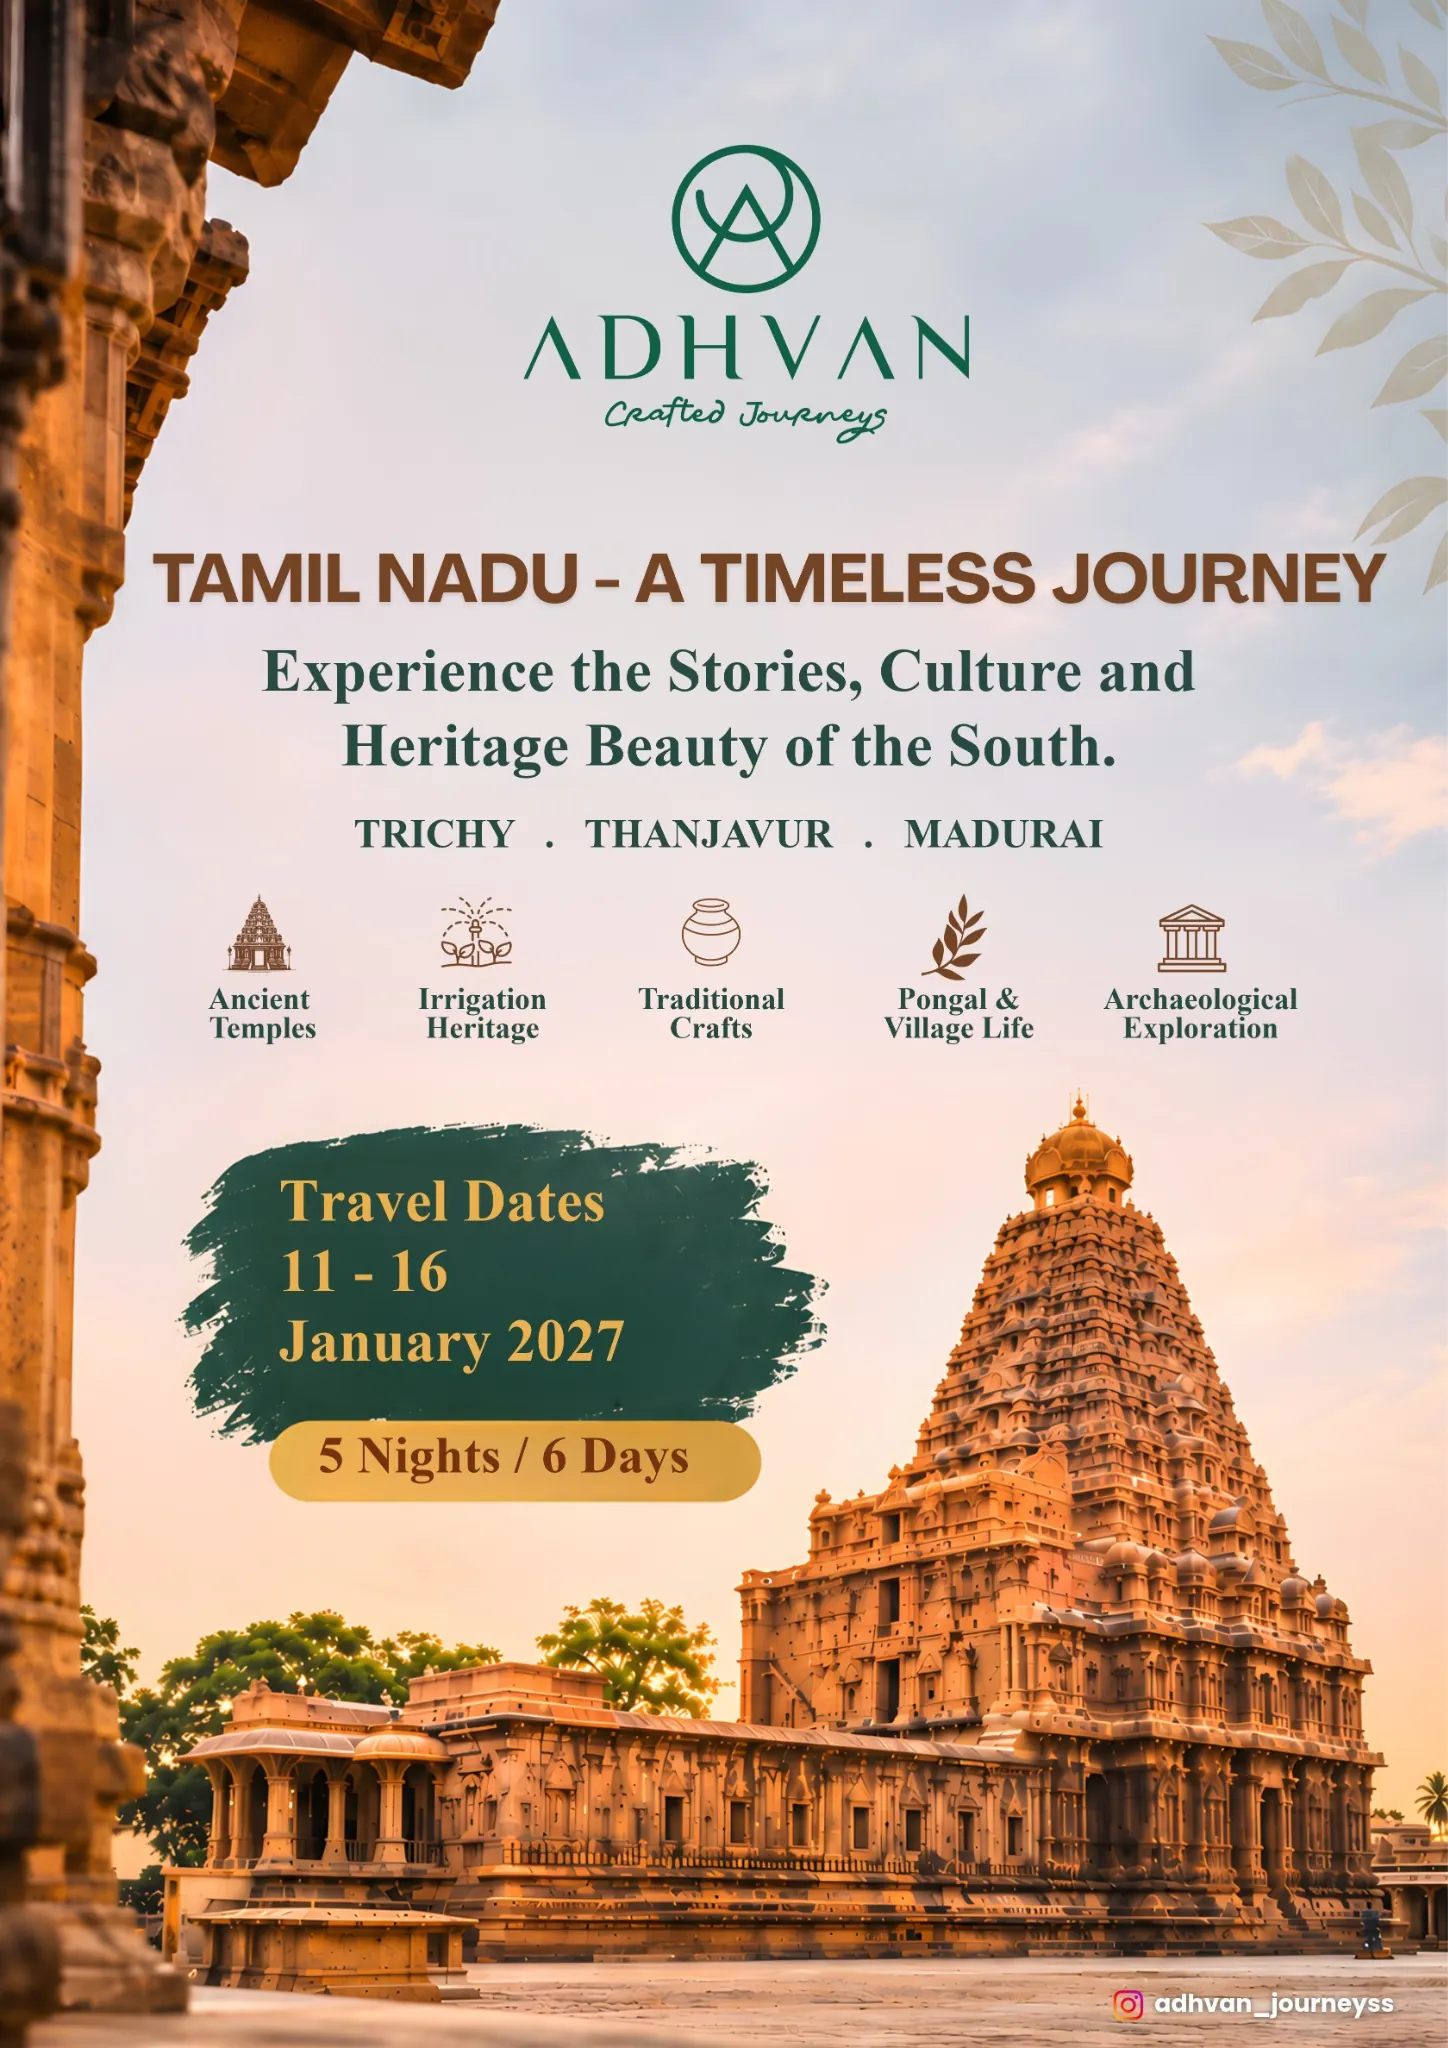 ADHVAN
Crafted Journeys
TAMIL NADU - A TIMELESS JOURNEY
Experience the Stories, Culture and
Heritage Beauty of the South.
TRICHY . THANJAVUR . MADURAI
Ancient
Temples
Irrigation
Heritage
Traditional
Crafts
Pongal &
Village Life
Archaeological
Exploration
Travel Dates
11 - 16
January 2027
5 Nights / 6 Days
adhvan_journeyss